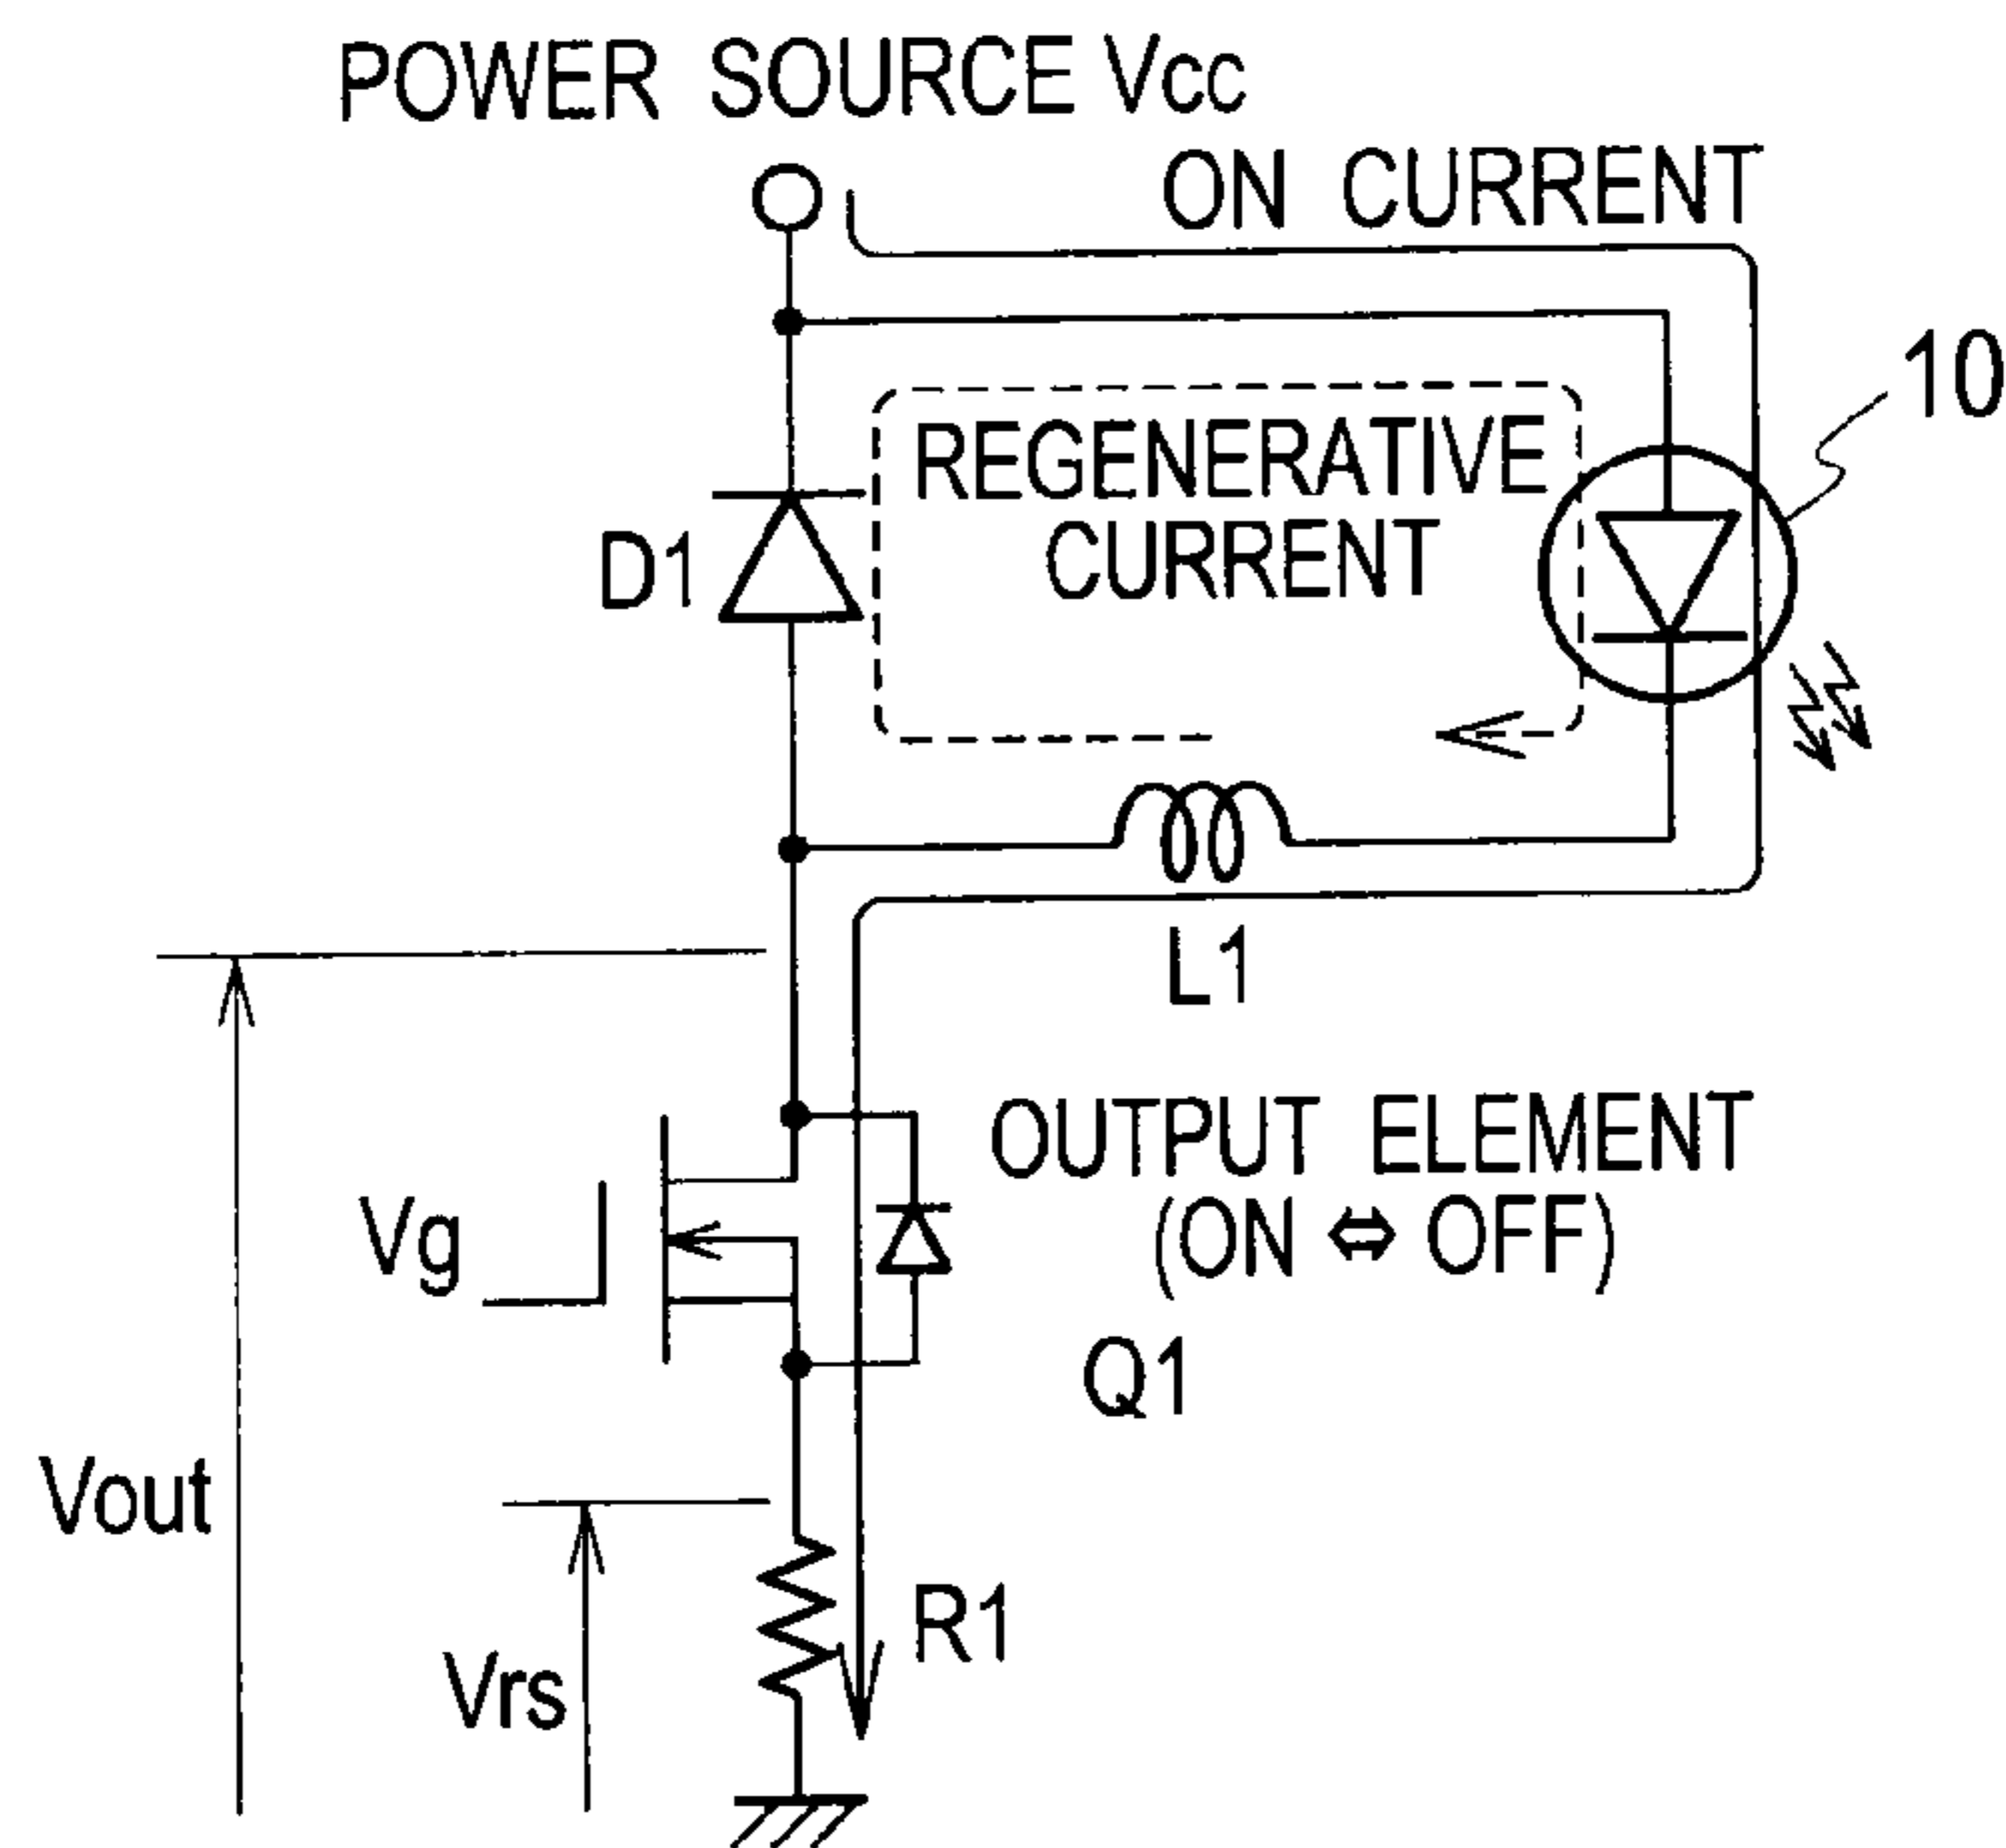 POWER SOURCE Vcc
ON CURRENT
10
REGENERATIVE
CURRENT
D1
L1
OUTPUT ELEMENT
(ON ⇔ OFF)
Vg
Q1
Vout
R1
Vrs